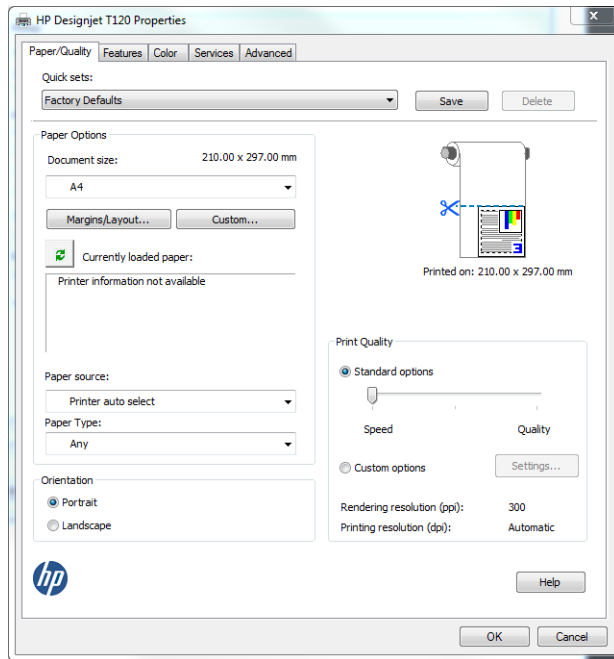 HP Designjet T120 Properties
x
Paper/Quality Features Color Services Advanced
Quick sets:
Factory Defaults
Save
Delete
Paper Options
Document size:
210.00 x 297.00 mm
A4
Margins/Layout...
Custom...
Currently loaded paper:
Printer information not available
Paper source:
Printer auto select
Paper Type:
Any
Orientation
Portrait
Landscape
3
Printed on: 210.00 x 297.00 mm
Print Quality
Standard options
Speed
Quality
Custom options
Settings...
Rendering resolution (ppi): 300
Printing resolution (dpi): Automatic
hp
Help
OK
Cancel